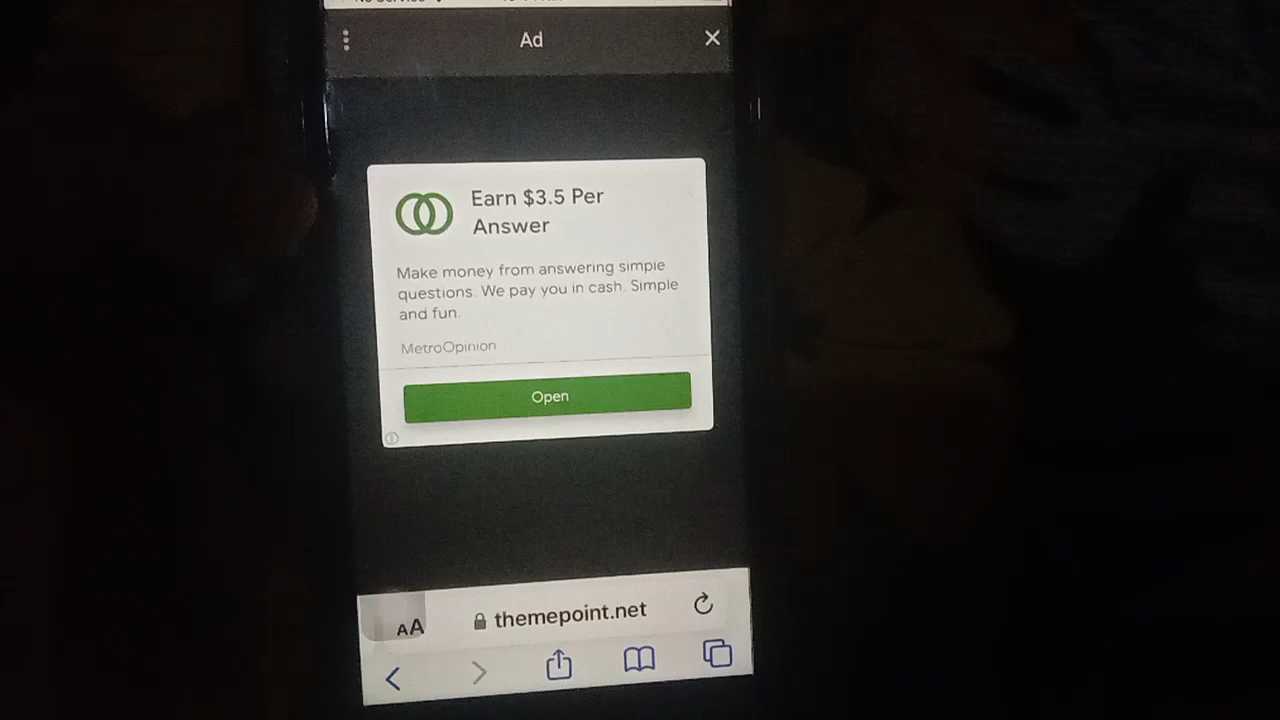 Ad
Earn $3.5 Per
Answer
Make money from answering simple
questions. We pay you in cash. Simple
and fun.
MetroOpinion
Open
AA
themepoint.net